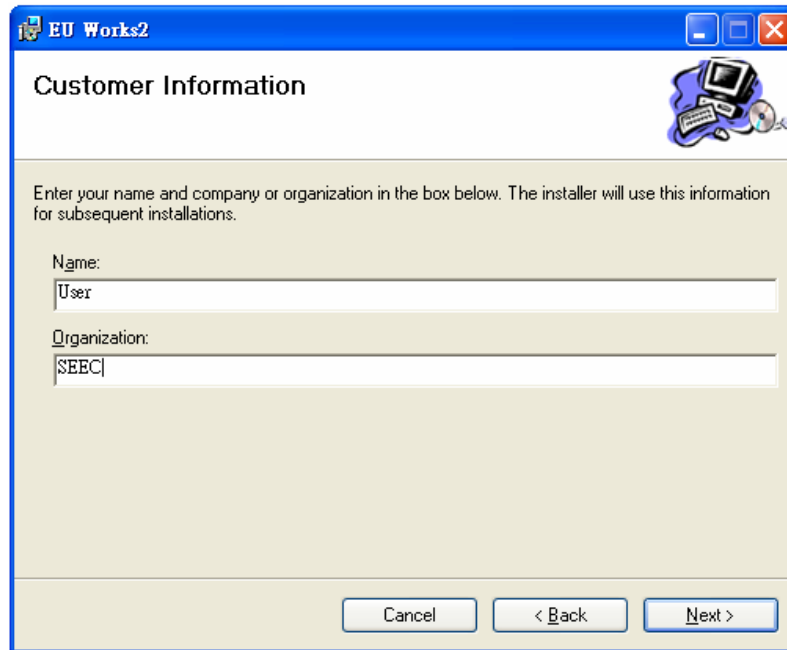 EU Works2
Customer Information
Enter your name and company or organization in the box below. The installer will use this information
for subsequent installations.
Name:
User
Organization:
SEEC
Cancel
< Back
Next >